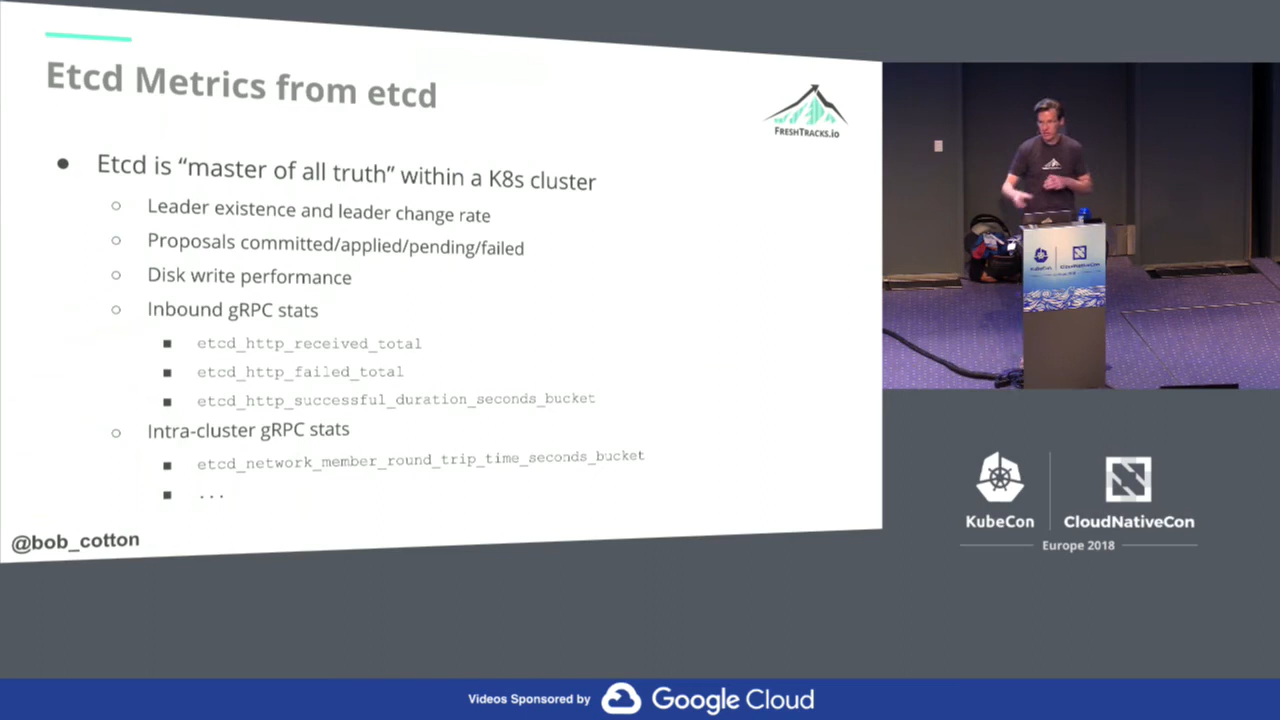 Etcd Metrics from etcd
FRESHTRACKS.IO
● Etcd is “master of all truth” within a K8s cluster
○ Leader existence and leader change rate
○ Proposals committed/applied/pending/failed
○ Disk write performance
○ Inbound gRPC stats
■ etcd_http_received_total
■ etcd_http_failed_total
■ etcd_http_successful_duration_seconds_bucket
○ Intra-cluster gRPC stats
■ etcd_network_member_round_trip_time_seconds_bucket
■ ...
@bob_cotton
KubeCon
CloudNativeCon
KubeCon
CloudNativeCon
Europe 2018
Videos Sponsored by Google Cloud